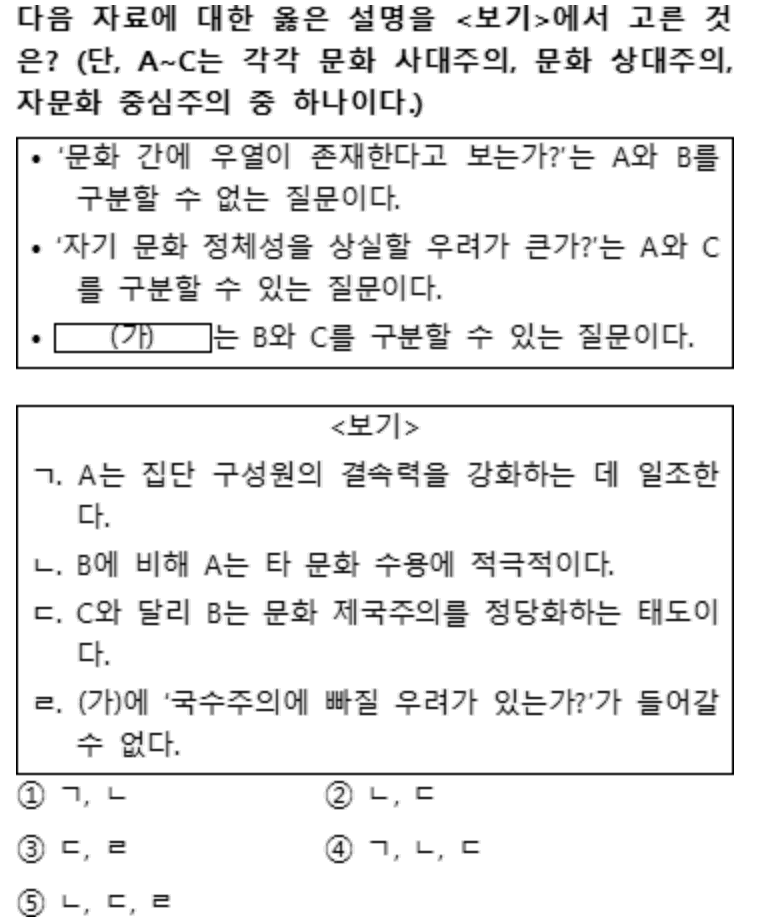 다음 자료에 대한 옳은 설명을 <보기>에서 고른 것
은? (단, A~C는 각각 문화 사대주의, 문화 상대주의,
자문화 중심주의 중 하나이다.)
• '문화 간에 우열이 존재한다고 보는가?'는 A와 B를
구분할 수 없는 질문이다.
• '자기 문화 정체성을 상실할 우려가 큰가?'는 A와 C
를 구분할 수 있는 질문이다.
• (가) 는 B와 C를 구분할 수 있는 질문이다.
<보기>
ㄱ. A는 집단 구성원의 결속력을 강화하는 데 일조한
다.
ㄴ. B에 비해 A는 타 문화 수용에 적극적이다.
ㄷ. C와 달리 B는 문화 제국주의를 정당화하는 태도이
다.
ㄹ. (가)에 '국수주의에 빠질 우려가 있는가?'가 들어갈
수 없다.
① ㄱ, ㄴ ② ㄴ, ㄷ
③ ㄷ, ㄹ ④ ㄱ, ㄴ, ㄷ
⑤ ㄴ, ㄷ, ㄹ